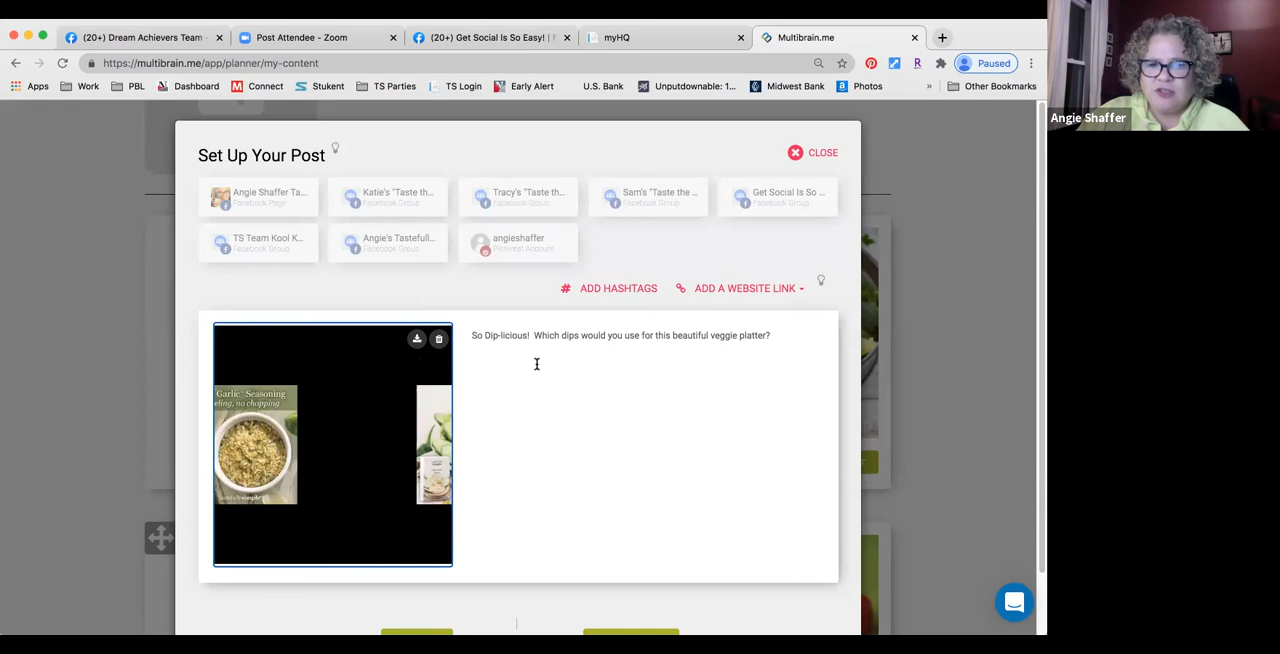 (20+) Dream Achievers Team -
Post Attendee - Zoom
(20+) Get Social Is So Easy! | F
myHQ
Multibrain.me
https://multibrain.me/app/planner/my-content
Paused
Apps
Work
PBL
Dashboard
Connect
Stukent
TS Parties
TS Login
Early Alert
U.S. Bank
Unputdownable: 1...
Midwest Bank
Photos
»
Other Bookmarks
Angie Shaffer
Set Up Your Post
CLOSE
Angie Shaffer Ta...
Facebook Page
Katie's "Taste th...
Facebook Group
Tracy's "Taste th...
Facebook Group
Sam's "Taste the ...
Facebook Group
Get Social Is So ...
Facebook Group
TS Team Kool K...
Facebook Group
Angie's Tastefull...
Facebook Group
angieshaffer
Pinterest Account
# ADD HASHTAGS
ADD A WEBSITE LINK
So Dip-licious! Which dips would you use for this beautiful veggie platter?
Garlic Seasoning
eling, no chopping